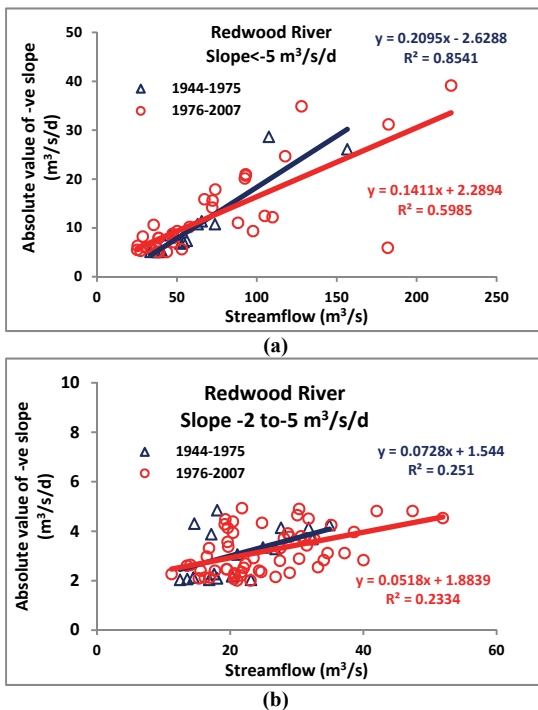 Redwood River
Slope<-5 m³/s/d
y = 0.2095x - 2.6288
R² = 0.8541
1944-1975
1976-2007
y = 0.1411x + 2.2894
R² = 0.5985
Absolute value of -ve slope
(m³/s/d)
50
40
30
20
10
0
0 50 100 150 200 250
Streamflow (m³/s)
(a)
Redwood River
Slope -2 to-5 m³/s/d
1944-1975
1976-2007
y = 0.0728x + 1.544
R² = 0.251
y = 0.0518x + 1.8839
R² = 0.2334
Absolute value of -ve slope
(m³/s/d)
10
8
6
4
2
0
0 20 40 60
Streamflow (m³/s)
(b)